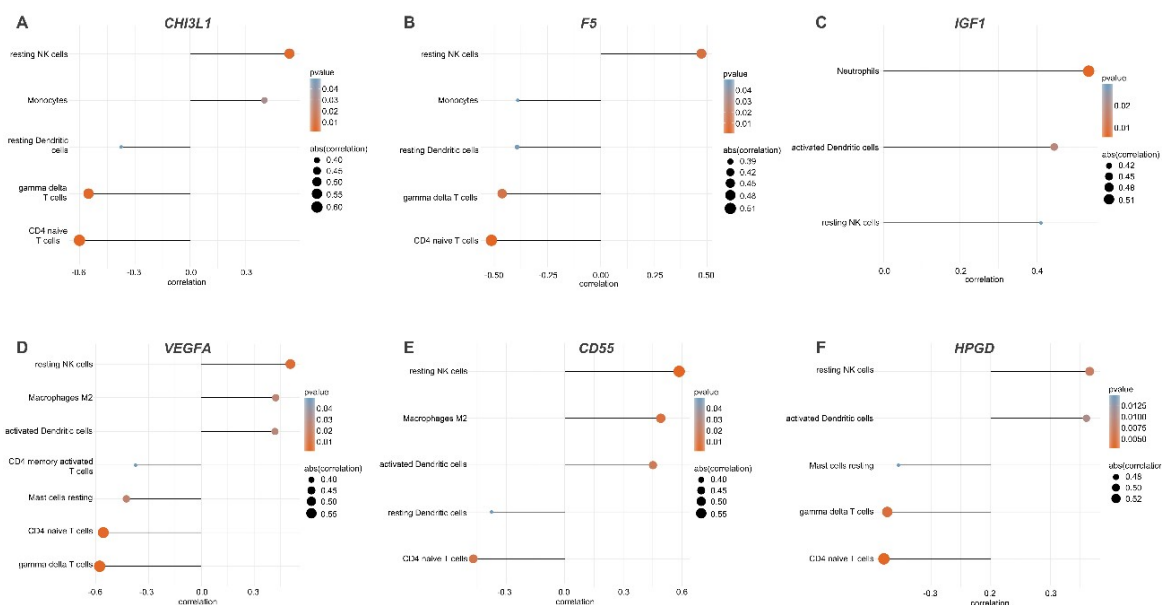 A
CHI3L1
resting NK cells
Monocytes
resting Dendritic
cells
gamma delta
T cells
CD4 naive
T cells
-0.6
-0.3
0.0
0.3
correlation
pvalue
0.04
0.03
0.02
0.01
abs(correlation)
0.40
0.45
0.50
0.55
0.60
B
F5
resting NK cells
Monocytes
resting Dendritic cells
gamma delta T cells
CD4 naive T cells
-0.50
-0.25
0.00
0.25
0.50
correlation
pvalue
0.04
0.03
0.02
0.01
abs(correlation)
0.39
0.42
0.45
0.48
0.51
C
IGF1
Neutrophils
activated Dendritic cells
resting NK cells
0.0
0.2
0.4
correlation
pvalue
0.02
0.01
abs(correlation)
0.42
0.45
0.48
0.51
D
VEGFA
resting NK cells
Macrophages M2
activated Dendritic cells
CD4 memory activated
T cells
Mast cells resting
CD4 naive T cells
gamma delta T cells
-0.6
-0.3
0.0
0.3
correlation
pvalue
0.04
0.03
0.02
0.01
abs(correlation)
0.40
0.45
0.50
0.55
E
CD55
resting NK cells
Macrophages M2
activated Dendritic cells
resting Dendritic cells
CD4 naive T cells
-0.3
0.0
0.3
0.6
correlation
pvalue
0.04
0.03
0.02
0.01
abs(correlation)
0.40
0.45
0.50
0.55
F
HPGD
resting NK cells
activated Dendritic cells
Mast cells resting
gamma delta T cells
CD4 naive T cells
-0.3
0.2
0.3
correlation
pvalue
0.0125
0.0100
0.0075
0.0050
abs(correlation
0.48
0.50
0.52